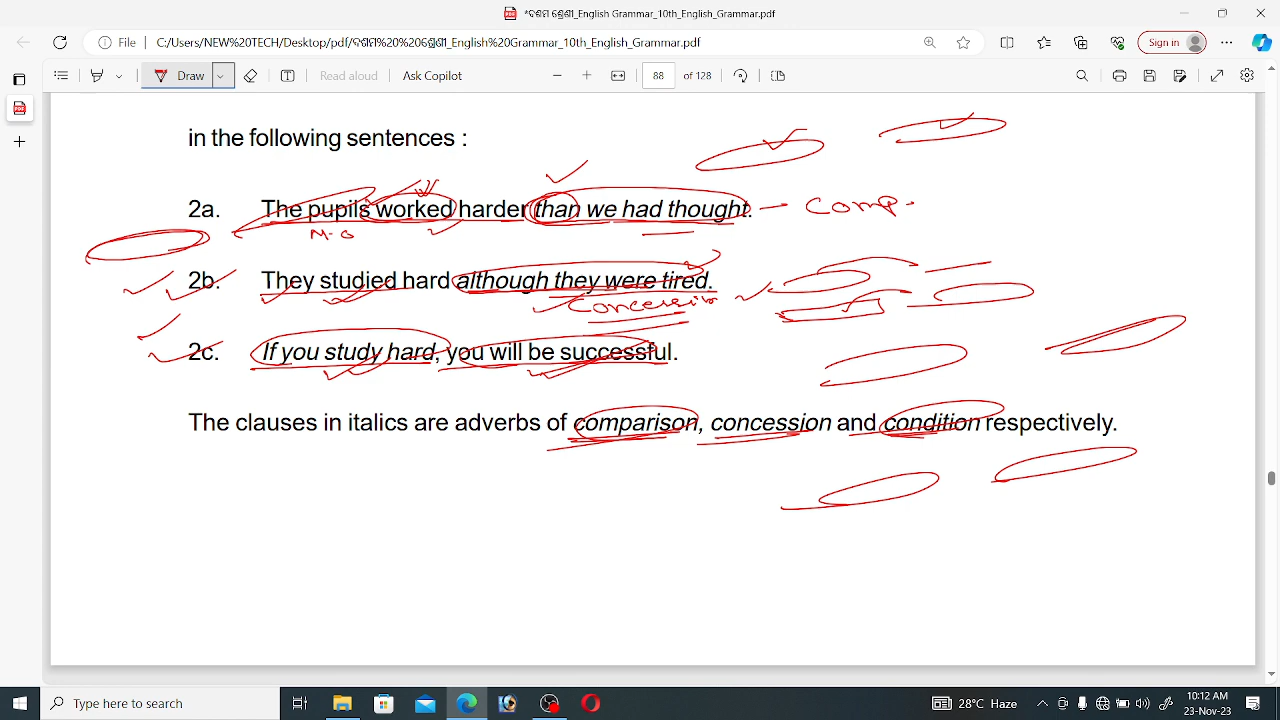 _English Grammar_10th_English_Grammar.pdf
File C:/Users/NEW%20TECH/Desktop/pdf/
_English Grammar_10th_English_Grammar.pdf
Sign in
Draw Read aloud Ask Copilot 88 of 128
in the following sentences :
2a. The pupils worked harder than we had thought. – Comp.
M.C
2b. They studied hard although they were tired.
Concession
2c. If you study hard, you will be successful.
The clauses in italics are adverbs of comparison, concession and condition respectively.
Type here to search
28°C Haze
10:12 AM
23-Nov-23